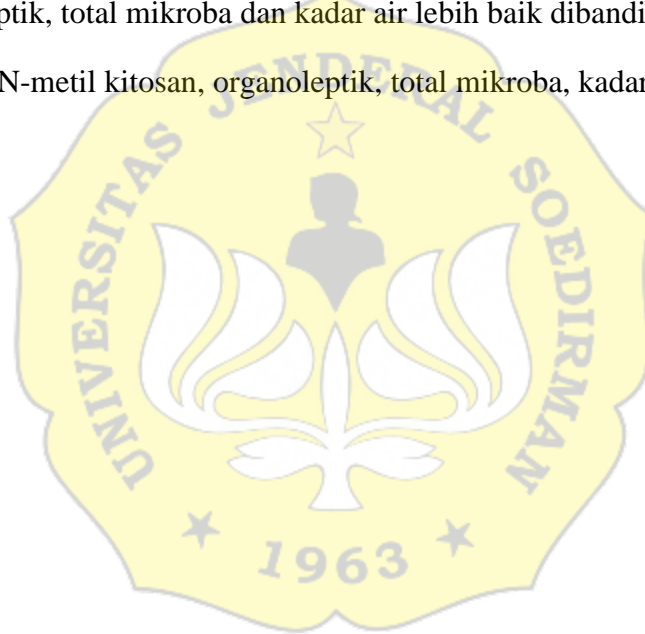 ptik, total mikroba dan kadar air lebih baik dibandi
N-metil kitosan, organoleptik, total mikroba, kadar
UNIVERSITAS JENDERAL SOEDIRMAN
1963